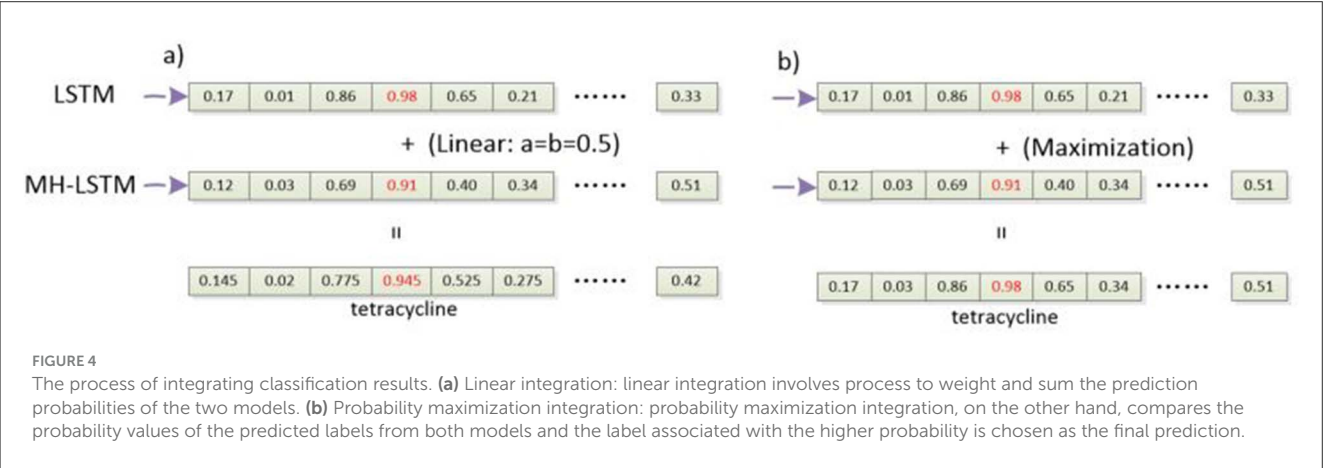 a)
LSTM 0.17 0.01 0.86 0.98 0.65 0.21 ...... 0.33
+ (Linear: a=b=0.5)
MH-LSTM 0.12 0.03 0.69 0.91 0.40 0.34 ...... 0.51
=
0.145 0.02 0.775 0.945 0.525 0.275 ...... 0.42
tetracycline
b)
0.17 0.01 0.86 0.98 0.65 0.21 ...... 0.33
+ (Maximization)
0.12 0.03 0.69 0.91 0.40 0.34 ...... 0.51
=
0.17 0.03 0.86 0.98 0.65 0.34 ...... 0.51
tetracycline
FIGURE 4
The process of integrating classification results. (a) Linear integration: linear integration involves process to weight and sum the prediction
probabilities of the two models. (b) Probability maximization integration: probability maximization integration, on the other hand, compares the
probability values of the predicted labels from both models and the label associated with the higher probability is chosen as the final prediction.